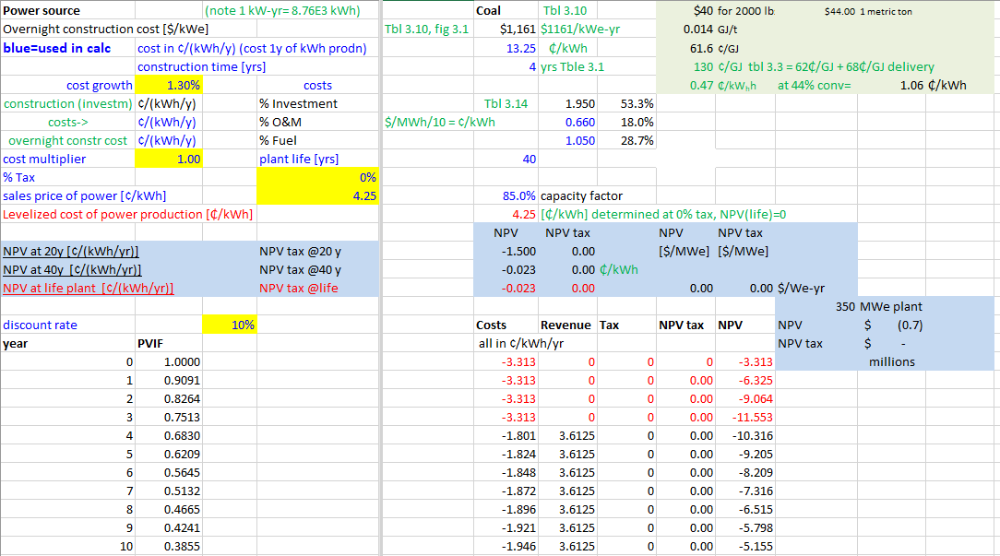 Power source (note 1 kW-yr= 8.76E3 kWh) Coal Tbl 3.10 $40 for 2000 lb $44.00 1 metric ton
Overnight construction cost [$/kWe] Tbl 3.10, fig 3.1 $1,161 $1161/kWe-yr 0.014 GJ/t
blue=used in calc cost in ¢/(kWh/y) (cost 1y of kWh prodn) 13.25 ₵/kWh 61.6 ¢/GJ
construction time [yrs] 4 yrs Tble 3.1 130 ¢/GJ tbl 3.3 = 62₵/GJ + 68₵/GJ delivery
cost growth 1.30% costs 0.47 ₵/kWthh at 44% conv= 1.06 ₵/kWh
construction (investm) ¢/(kWh/y) % Investment Tbl 3.14 1.950 53.3%
costs-> ¢/(kWh/y) % O&M $/MWh/10 = ¢/kWh 0.660 18.0%
overnight constr cost ¢/(kWh/y) % Fuel 1.050 28.7%
cost multiplier 1.00 plant life [yrs] 40
% Tax 0%
sales price of power [₵/kWh] 4.25 85.0% capacity factor
Levelized cost of power production [₵/kWh] 4.25 [₵/kWh] determined at 0% tax, NPV(life)=0
NPV NPV tax NPV NPV tax
NPV at 20y [₵/(kWh/yr)] NPV tax @20 y -1.500 0.00 [$/MWe] [$/MWe]
NPV at 40y [₵/(kWh/yr)] NPV tax @40 y -0.023 0.00 ₵/kWh
NPV at life plant [₵/(kWh/yr)] NPV tax @life -0.023 0.00 0.00 0.00 $/We-yr
350 MWe plant
discount rate 10% Costs Revenue Tax NPV tax NPV NPV $ (0.7)
year PVIF all in ¢/kWh/yr NPV tax $ -
0 1.0000 -3.313 0 0 0 -3.313 millions
1 0.9091 -3.313 0 0 0.00 -6.325
2 0.8264 -3.313 0 0 0.00 -9.064
3 0.7513 -3.313 0 0 0.00 -11.553
4 0.6830 -1.801 3.6125 0 0.00 -10.316
5 0.6209 -1.824 3.6125 0 0.00 -9.205
6 0.5645 -1.848 3.6125 0 0.00 -8.209
7 0.5132 -1.872 3.6125 0 0.00 -7.316
8 0.4665 -1.896 3.6125 0 0.00 -6.515
9 0.4241 -1.921 3.6125 0 0.00 -5.798
10 0.3855 -1.946 3.6125 0 0.00 -5.155